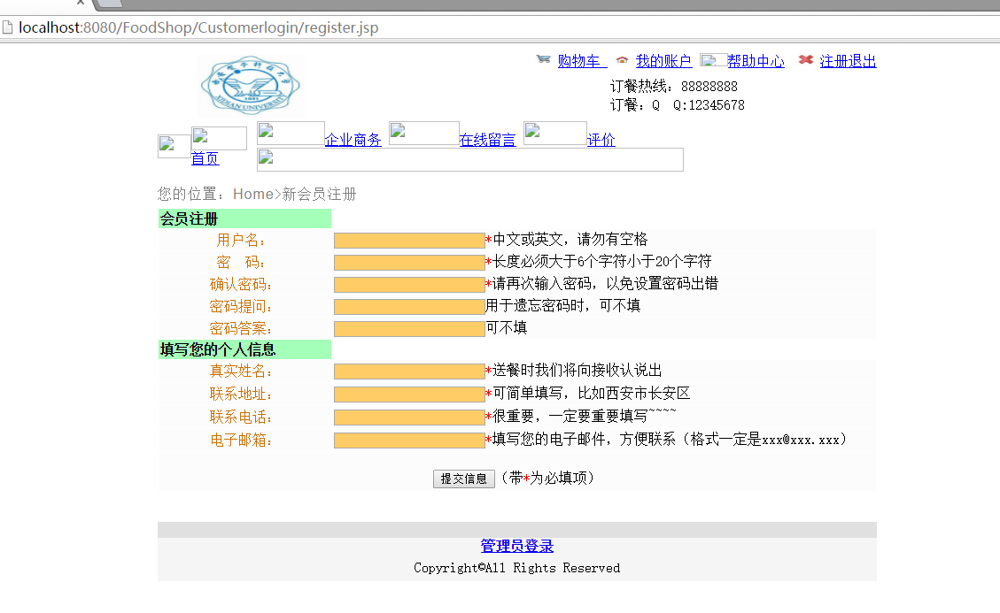 localhost:8080/FoodShop/Customerlogin/register.jsp
购物车 我的账户 帮助中心 注册退出
XIDIAN UNIVERSITY
订餐热线：88888888
订餐：Q Q:12345678
首页 企业商务 在线留言 评价
您的位置：Home>新会员注册
会员注册
用户名： *中文或英文，请勿有空格
密 码： *长度必须大于6个字符小于20个字符
确认密码： *请再次输入密码，以免设置密码出错
密码提问： 用于遗忘密码时，可不填
密码答案： 可不填
填写您的个人信息
真实姓名： *送餐时我们将向接收认说出
联系地址： *可简单填写，比如西安市长安区
联系电话： *很重要，一定要重要填写~~~~
电子邮箱： *填写您的电子邮件，方便联系（格式一定是xxx@xxx.xxx）
提交信息 （带*为必填项）
管理员登录
Copyright©All Rights Reserved